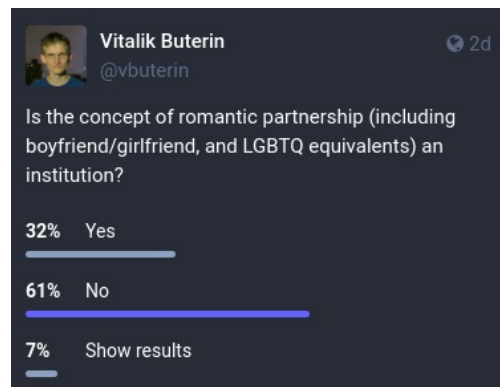 Vitalik Buterin
2d
@vbuterin
Is the concept of romantic partnership (including
boyfriend/girlfriend, and LGBTQ equivalents) an
institution?
32% Yes
61% No
7% Show results